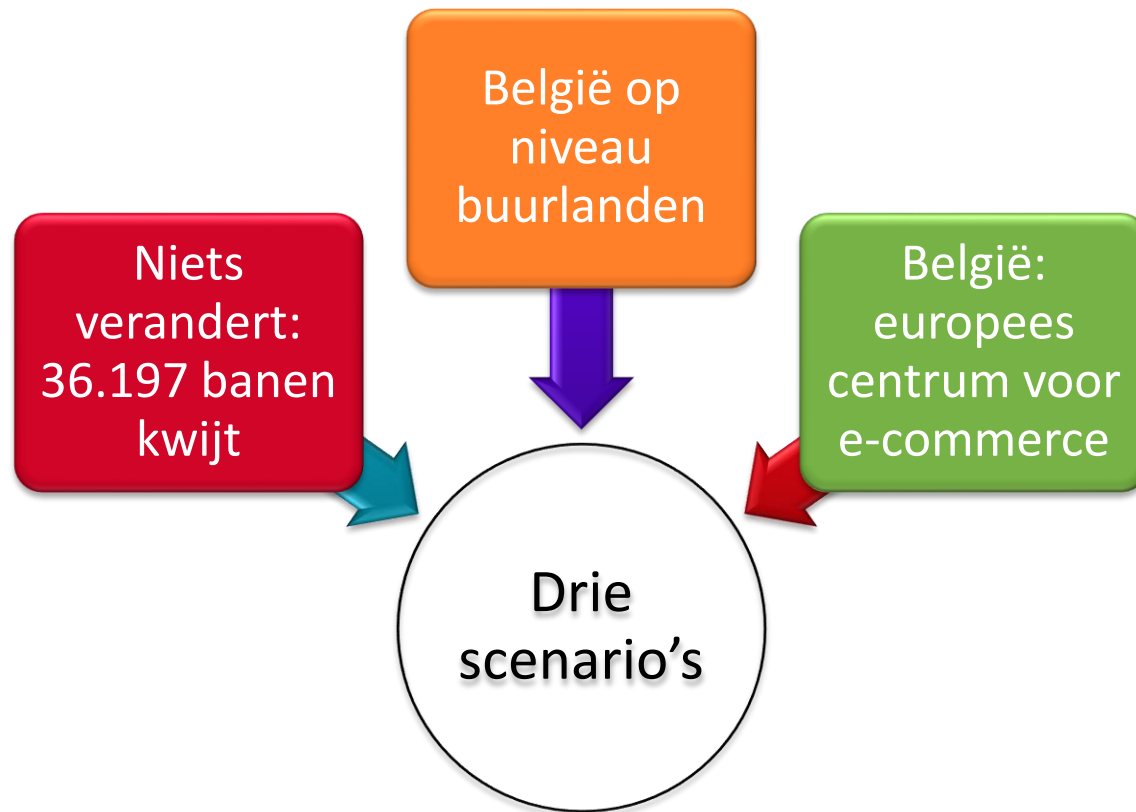 België op
niveau
buurlanden
Niets
verandert:
36.197 banen
kwijt
België:
europees
centrum voor
e-commerce
Drie
scenario’s